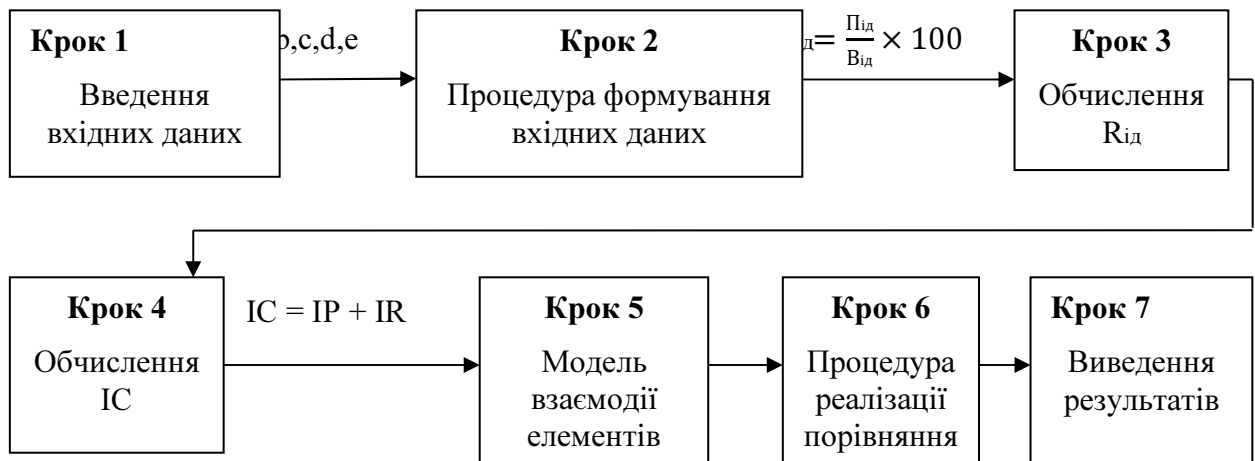 Крок 1
Введення
вхідних даних
b,c,d,e
Крок 2
Процедура формування
вхідних даних
д= Під/Від × 100
Крок 3
Обчислення
Rід
Крок 4
Обчислення
IC
IC = IP + IR
Крок 5
Модель
взаємодії
елементів
Крок 6
Процедура
реалізації
порівняння
Крок 7
Виведення
результатів